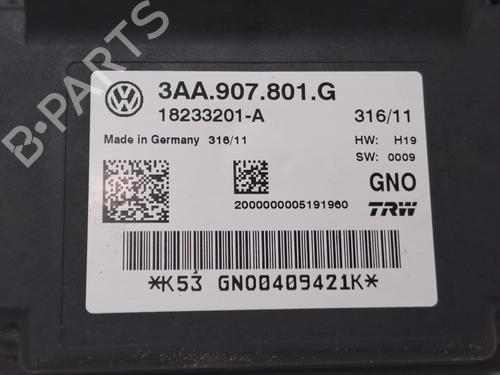 3AA.907.801.G
18233201-A 316/11
Made in Germany 316/11 HW: H19
SW: 0009
GNO
2000000005191960 TRW
*K53 GNO0409421K*
B-PARTS